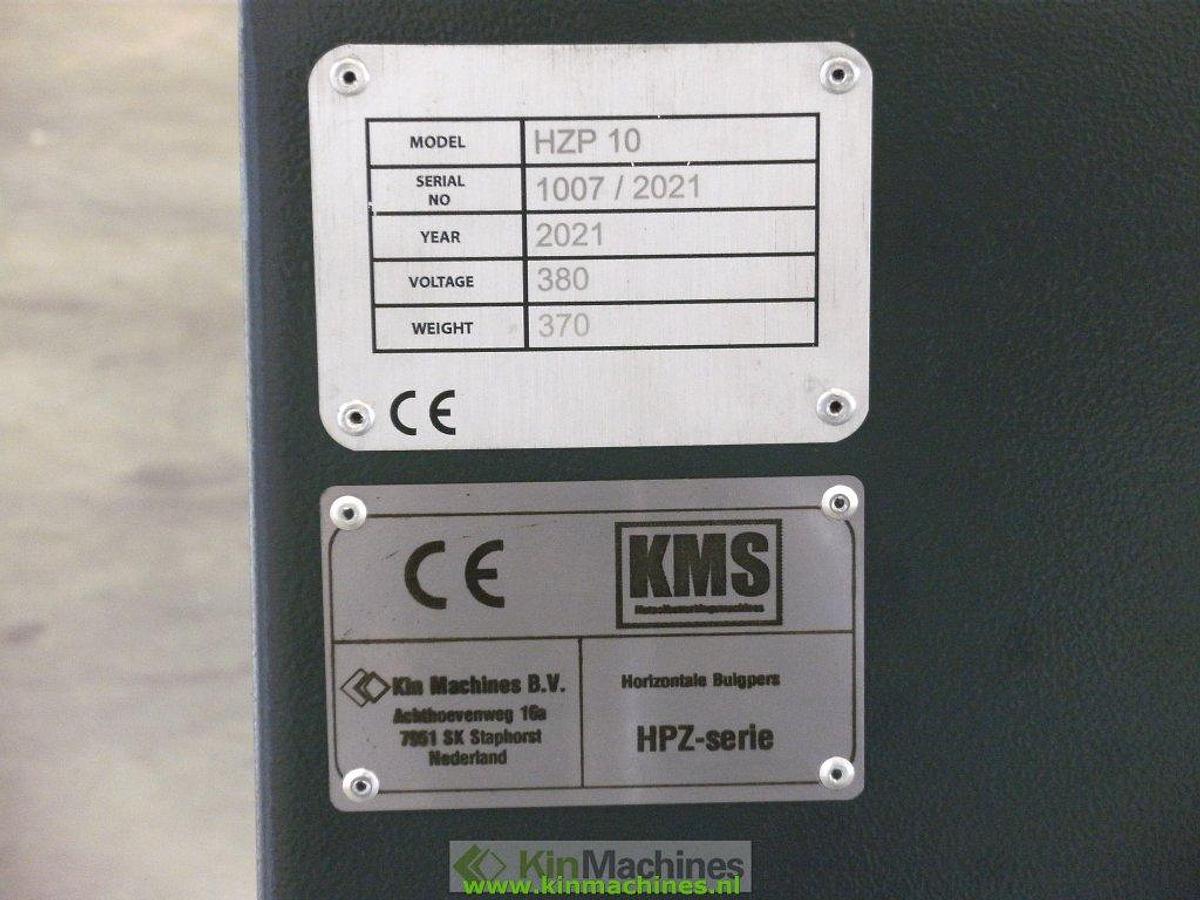 MODEL HZP 10
SERIAL NO 1007 / 2021
YEAR 2021
VOLTAGE 380
WEIGHT 370
CE
CE
KMS
Metaalbewerkingsmachines
Kin Machines B.V.
Achthoevenweg 16a
7951 SK Staphorst
Nederland
Horizontale Buigpers
HPZ-serie
KinMachines
www.kinmachines.nl